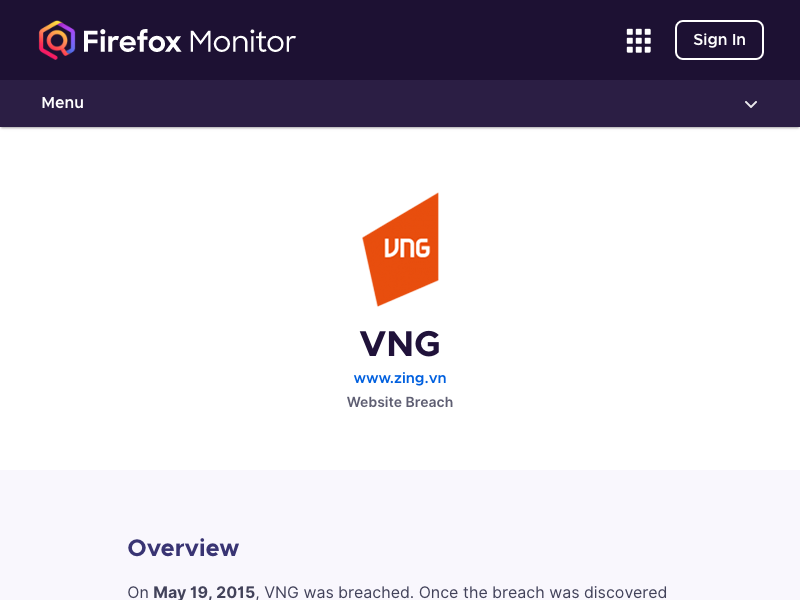 Firefox Monitor
Sign In
Menu
VNG
VNG
www.zing.vn
Website Breach
Overview
On May 19, 2015, VNG was breached. Once the breach was discovered